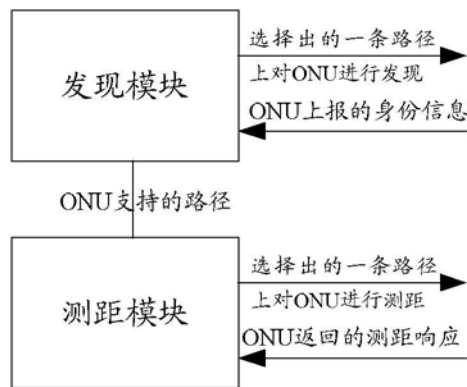 选择出的一条路径
上对ONU进行发现
发现模块
ONU上报的身份信息
ONU支持的路径
选择出的一条路径
上对ONU进行测距
测距模块
ONU返回的测距响应